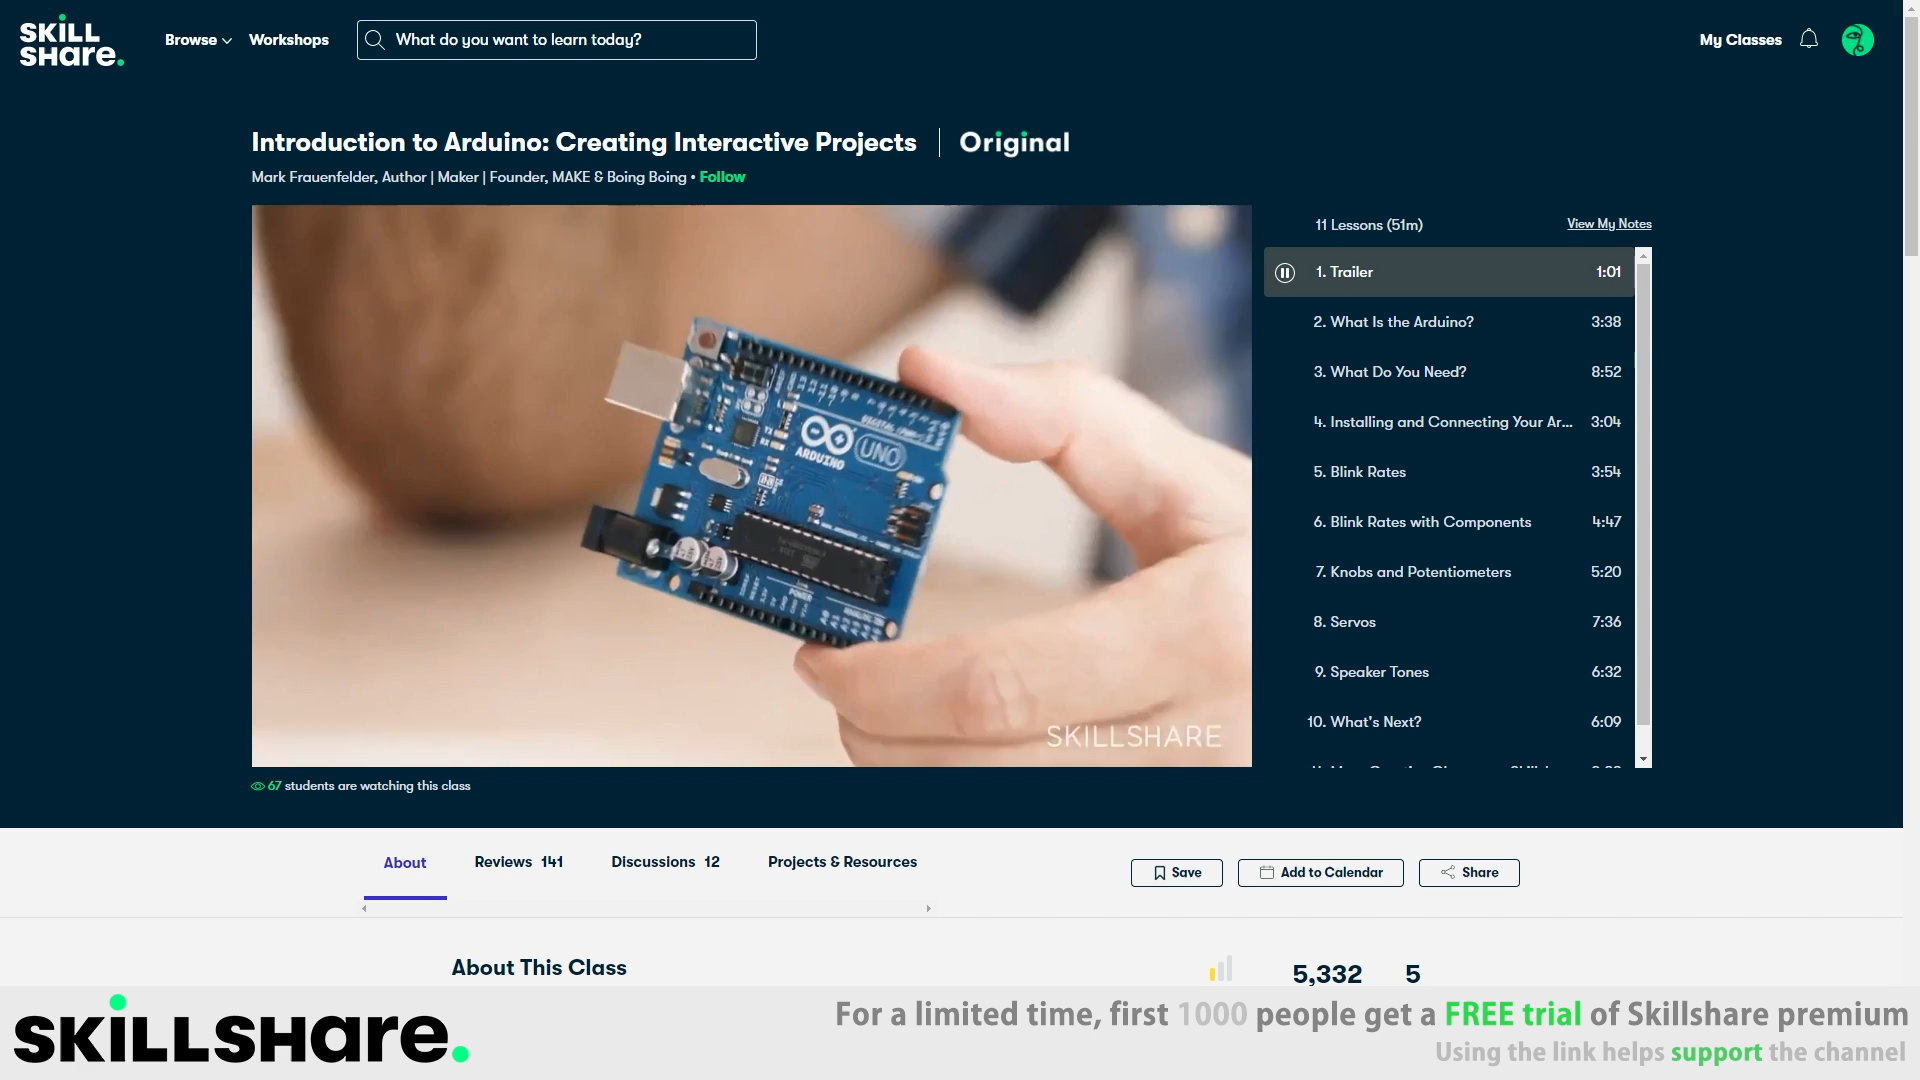 SKILL
SHare.
Browse
Workshops
What do you want to learn today?
My Classes
Introduction to Arduino: Creating Interactive Projects
Original
Mark Frauenfelder, Author | Maker | Founder, MAKE & Boing Boing • Follow
11 Lessons (51m)
View My Notes
1. Trailer 1:01
2. What Is the Arduino? 3:38
3. What Do You Need? 8:52
4. Installing and Connecting Your Ar... 3:04
5. Blink Rates 3:54
6. Blink Rates with Components 4:47
7. Knobs and Potentiometers 5:20
8. Servos 7:36
9. Speaker Tones 6:32
10. What's Next? 6:09
ARDUINO
UNO
TX
RX
POWER
SKILLSHARE
67 students are watching this class
About
Reviews 141
Discussions 12
Projects & Resources
Save
Add to Calendar
Share
About This Class
5,332
5
SKILLSHare.
For a limited time, first 1000 people get a FREE trial of Skillshare premium
Using the link helps support the channel